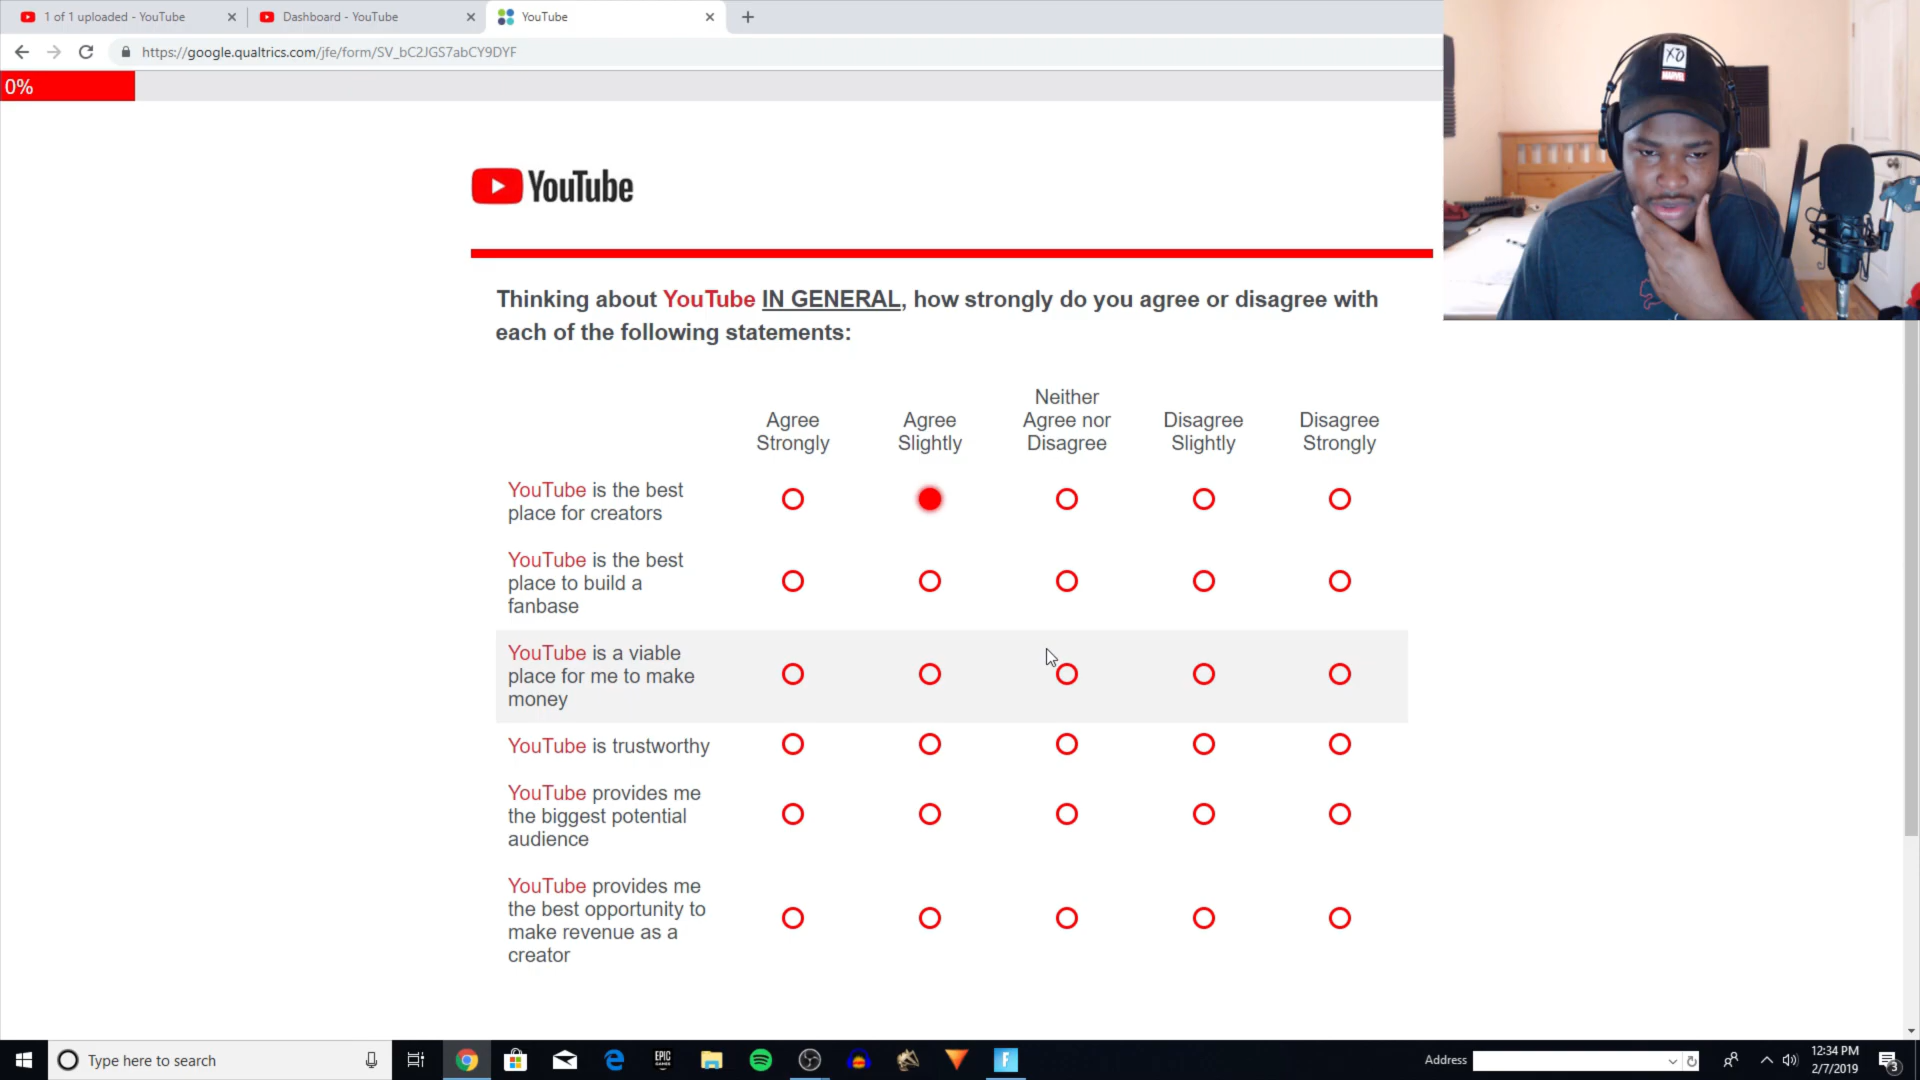 1 of 1 uploaded - YouTube
Dashboard - YouTube
YouTube
https://google.qualtrics.com/jfe/form/SV_bC2JGS7abCY9DYF
0%
YouTube
Thinking about YouTube IN GENERAL, how strongly do you agree or disagree with
each of the following statements:
Agree Strongly
Agree Slightly
Neither Agree nor Disagree
Disagree Slightly
Disagree Strongly
YouTube is the best
place for creators
YouTube is the best
place to build a
fanbase
YouTube is a viable
place for me to make
money
YouTube is trustworthy
YouTube provides me
the biggest potential
audience
YouTube provides me
the best opportunity to
make revenue as a
creator
XO
MARVEL
Type here to search
EPIC
GAMES
Address
12:34 PM
2/7/2019
3